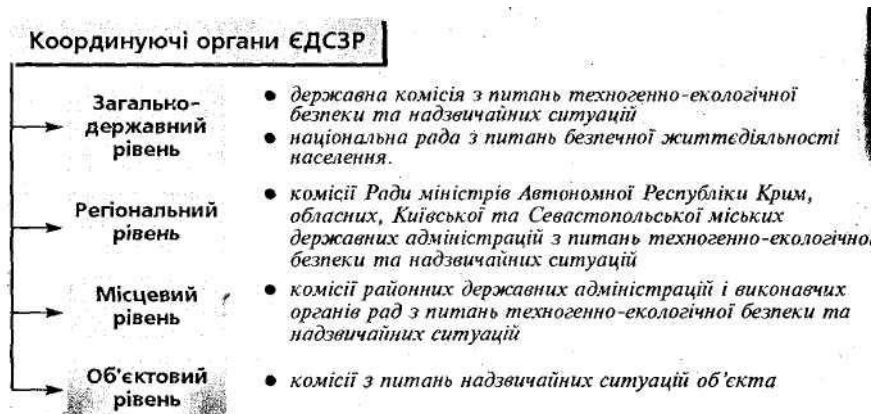 Координуючі органи ЄДСЗР
Загально-
державний
рівень
● державна комісія з питань техногенно-екологічної
безпеки та надзвичайних ситуацій
● національна рада з питань безпечної життєдіяльності
населення.
Регіональний
рівень
● комісії Ради міністрів Автономної Республіки Крим,
обласних, Київської та Севастопольської міських
державних адміністрацій з питань техногенно-екологічної
безпеки та надзвичайних ситуацій
Місцевий
рівень
● комісії районних державних адміністрацій і виконавчих
органів рад з питань техногенно-екологічної безпеки та
надзвичайних ситуацій
Об'єктовий
рівень
● комісії з питань надзвичайних ситуацій об'єкта